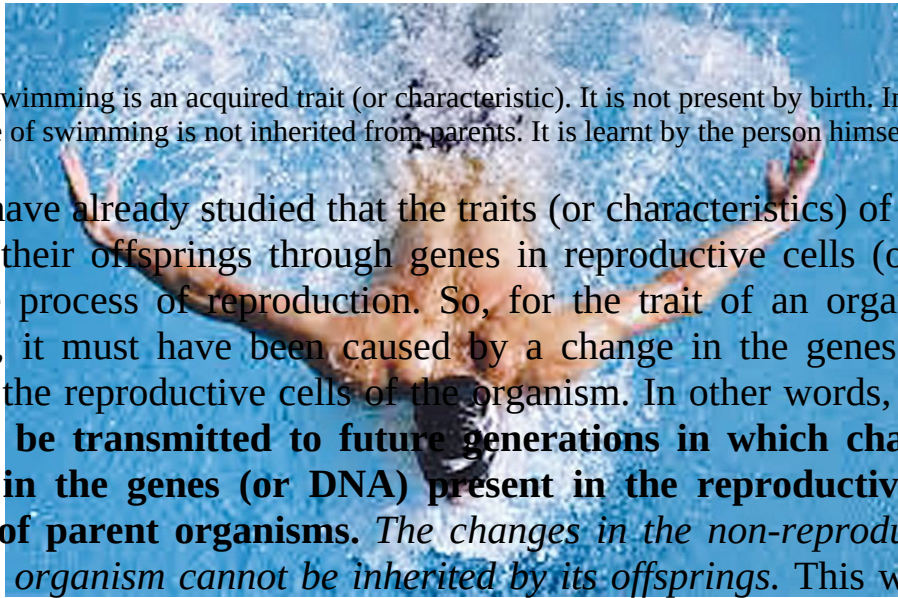 wimming is an acquired trait (or characteristic). It is not present by birth. In
of swimming is not inherited from parents. It is learnt by the person himse
ave already studied that the traits (or characteristics) of
their offsprings through genes in reproductive cells (o
process of reproduction. So, for the trait of an orga
, it must have been caused by a change in the genes
the reproductive cells of the organism. In other words,
be transmitted to future generations in which cha
in the genes (or DNA) present in the reproductiv
of parent organisms. The changes in the non-reprodu
organism cannot be inherited by its offsprings. This w